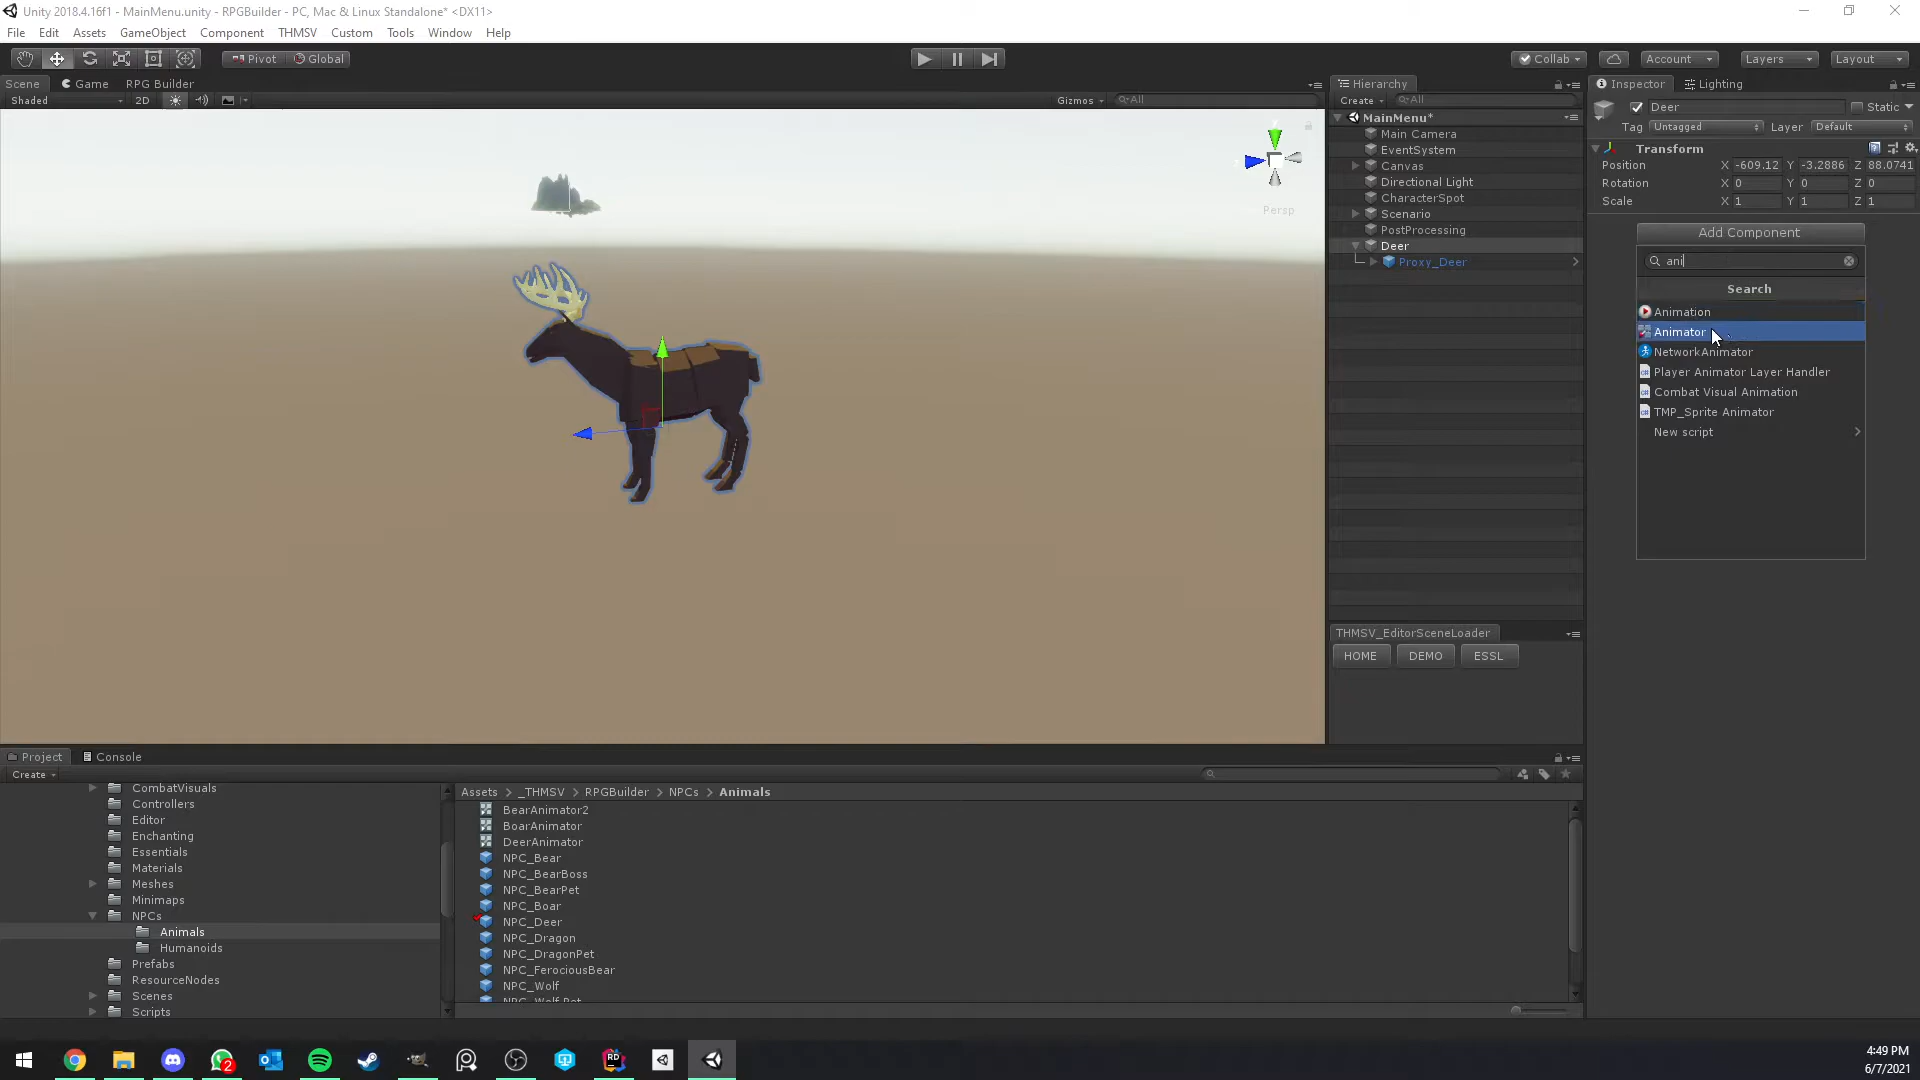 Unity 2018.4.16f1 - MainMenu.unity - RPGBuilder - PC, Mac & Linux Standalone* <DX11>
File Edit Assets GameObject Component THMSV Custom Tools Window Help
Pivot Global Collab Account Layers Layout
Scene Game RPG Builder
Shaded 2D Gizmos All
Persp
Hierarchy
Create All
MainMenu*
Main Camera
EventSystem
Canvas
Directional Light
CharacterSpot
Scenario
PostProcessing
Deer
Proxy_Deer
THMSV_EditorSceneLoader
HOME DEMO ESSL
Inspector Lighting
Deer Static
Tag Untagged Layer Default
Transform
Position X -609.12 Y -3.2886 Z 88.0741
Rotation X 0 Y 0 Z 0
Scale X 1 Y 1 Z 1
Add Component
ani
Search
Animation
Animator
NetworkAnimator
Player Animator Layer Handler
Combat Visual Animation
TMP_Sprite Animator
New script
Project Console
Create
CombatVisuals
Controllers
Editor
Enchanting
Essentials
Materials
Meshes
Minimaps
NPCs
Animals
Humanoids
Prefabs
ResourceNodes
Scenes
Scripts
Assets > _THMSV > RPGBuilder > NPCs > Animals
BearAnimator2
BoarAnimator
DeerAnimator
NPC_Bear
NPC_BearBoss
NPC_BearPet
NPC_Boar
NPC_Deer
NPC_Dragon
NPC_DragonPet
NPC_FerociousBear
NPC_Wolf
NPC_Wolf Pet
2
RD
4:49 PM
6/7/2021